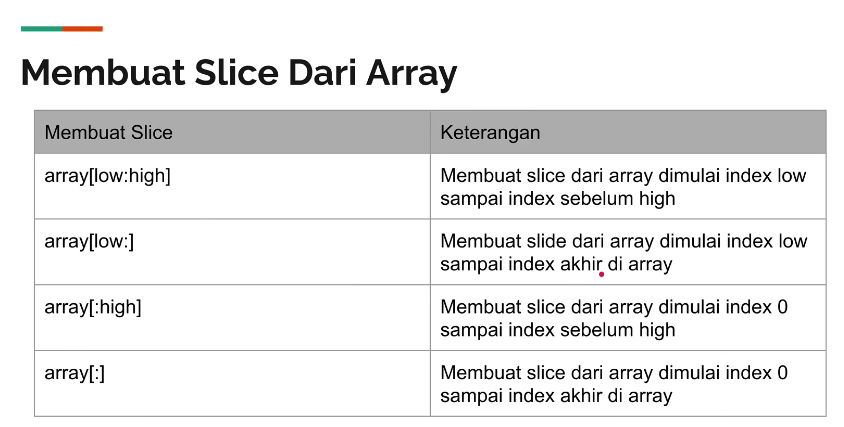 Membuat Slice Dari Array
Membuat Slice
Keterangan
array[low:high]
Membuat slice dari array dimulai index low
sampai index sebelum high
array[low:]
Membuat slide dari array dimulai index low
sampai index akhir di array
array[:high]
Membuat slice dari array dimulai index 0
sampai index sebelum high
array[:]
Membuat slice dari array dimulai index 0
sampai index akhir di array